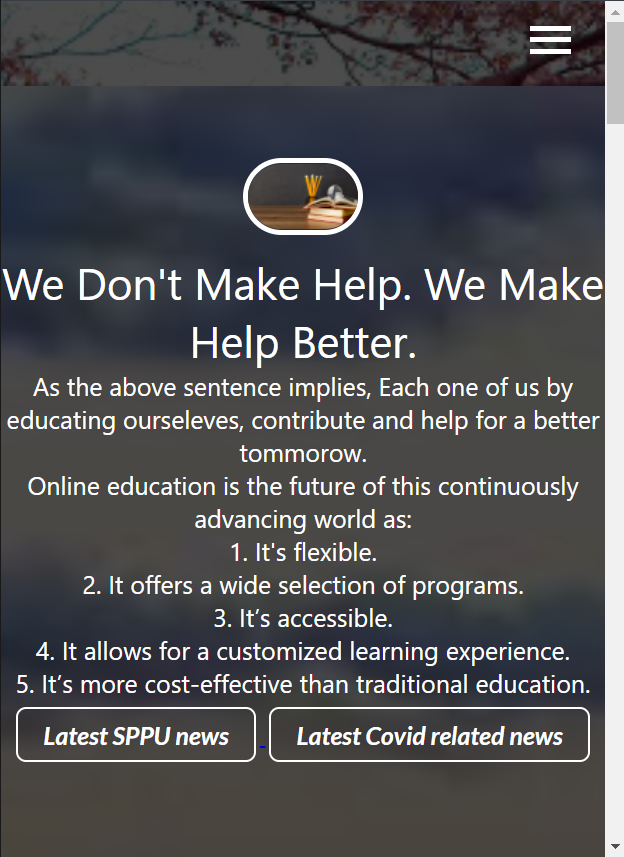 We Don't Make Help. We Make
Help Better.
As the above sentence implies, Each one of us by
educating ourseleves, contribute and help for a better
tommorow.
Online education is the future of this continuously
advancing world as:
1. It's flexible.
2. It offers a wide selection of programs.
3. It’s accessible.
4. It allows for a customized learning experience.
5. It’s more cost-effective than traditional education.
Latest SPPU news Latest Covid related news